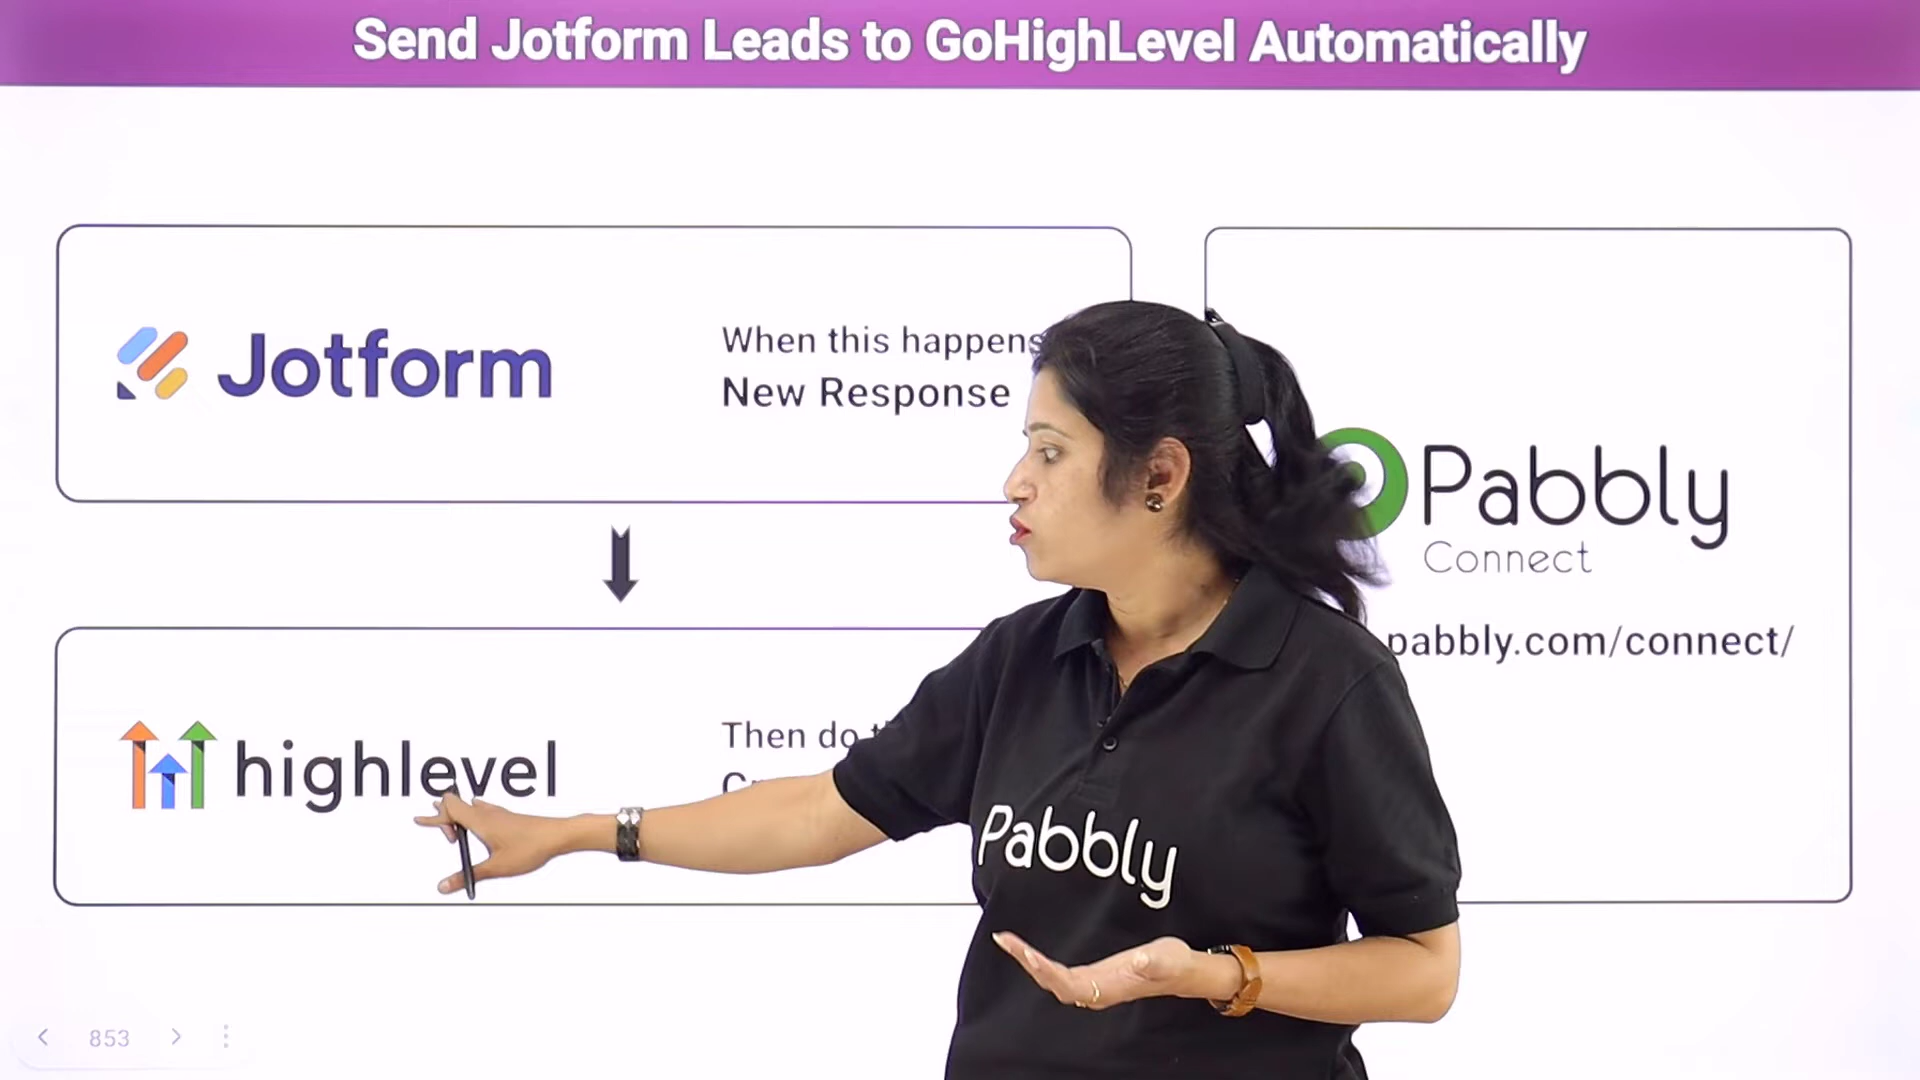 Send Jotform Leads to GoHighLevel Automatically
Jotform
When this happens
New Response
Pabbly
Connect
pabbly.com/connect/
highlevel
Then do
Pabbly
853